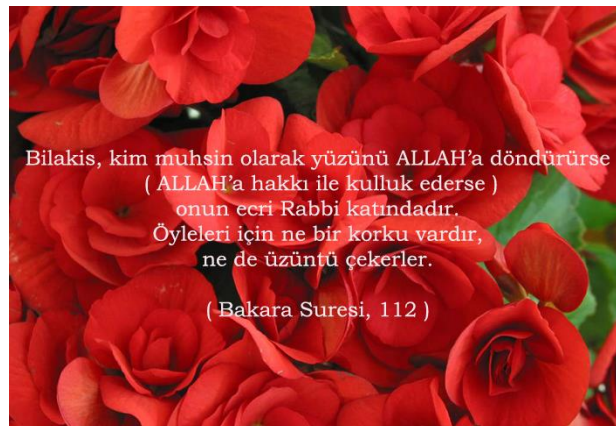 Bilakis, kim muhsin olarak yüzünü ALLAH'a döndürürse
( ALLAH'a hakkı ile kulluk ederse )
onun ecri Rabbi katındadır.
Öyleleri için ne bir korku vardır,
ne de üzüntü çekerler.
( Bakara Suresi, 112 )